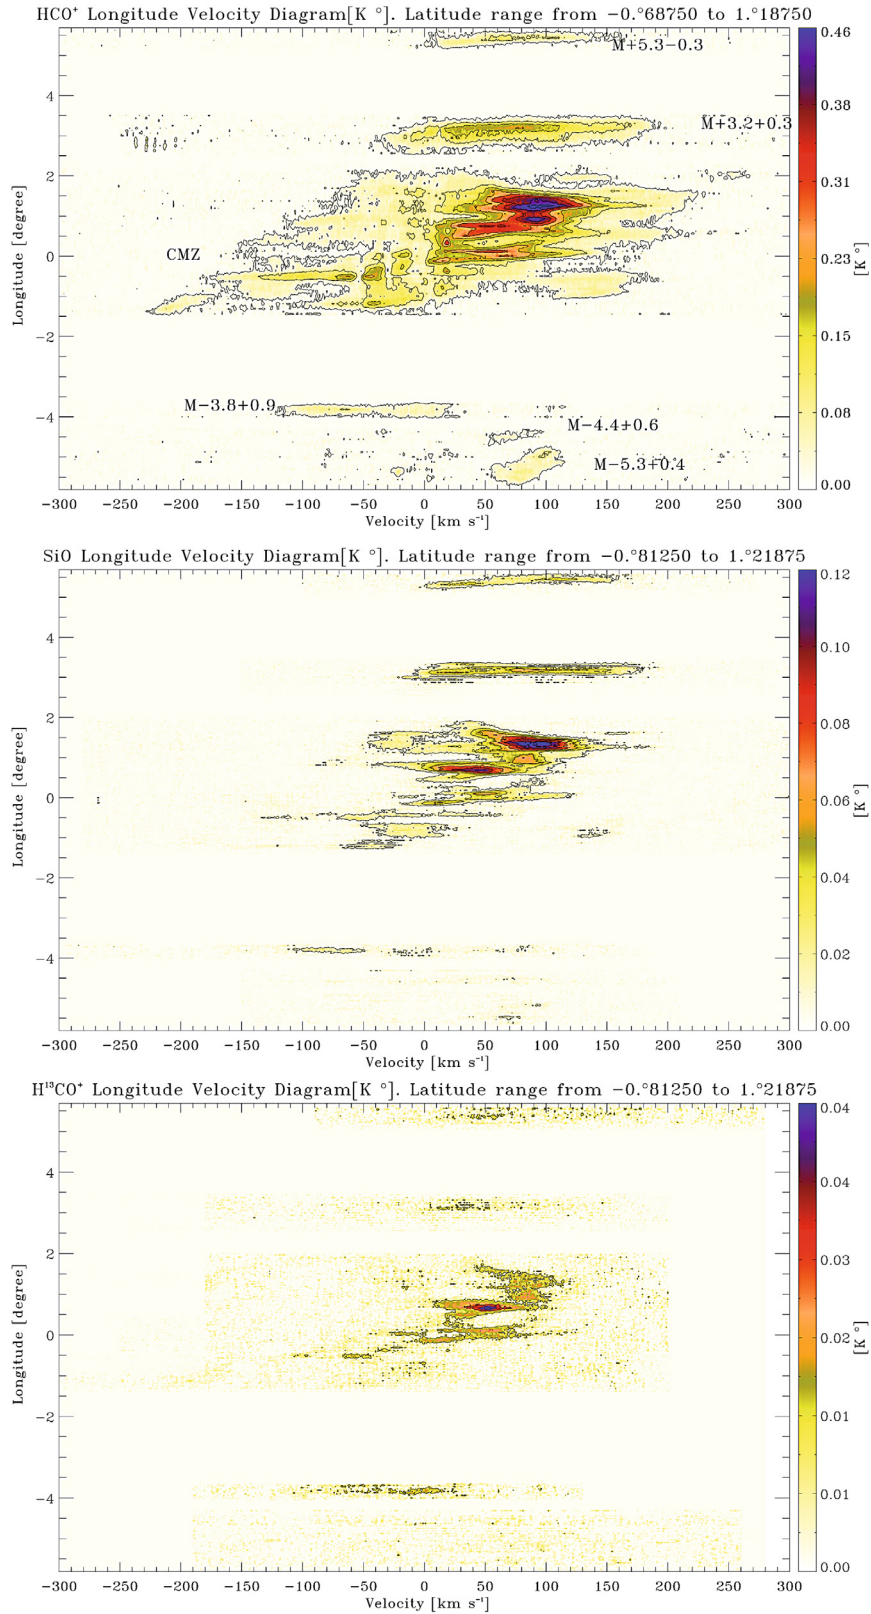 HCO⁺ Longitude Velocity Diagram[K °]. Latitude range from −0.°68750 to 1.°18750
M+5.3−0.3
M+3.2+0.3
CMZ
M−3.8+0.9
M−4.4+0.6
M−5.3+0.4
4
2
0
−2
−4
Longitude [degree]
−300 −250 −200 −150 −100 −50 0 50 100 150 200 250 300
Velocity [km s⁻¹]
0.46
0.38
0.31
0.23
0.15
0.08
0.00
[K °]
SiO Longitude Velocity Diagram[K °]. Latitude range from −0.°81250 to 1.°21875
4
2
0
−2
−4
Longitude [degree]
−300 −250 −200 −150 −100 −50 0 50 100 150 200 250 300
Velocity [km s⁻¹]
0.12
0.10
0.08
0.06
0.04
0.02
0.00
[K °]
H¹³CO⁺ Longitude Velocity Diagram[K °]. Latitude range from −0.°81250 to 1.°21875
4
2
0
−2
−4
Longitude [degree]
−300 −250 −200 −150 −100 −50 0 50 100 150 200 250 300
Velocity [km s⁻¹]
0.04
0.04
0.03
0.02
0.01
0.01
0.00
[K °]